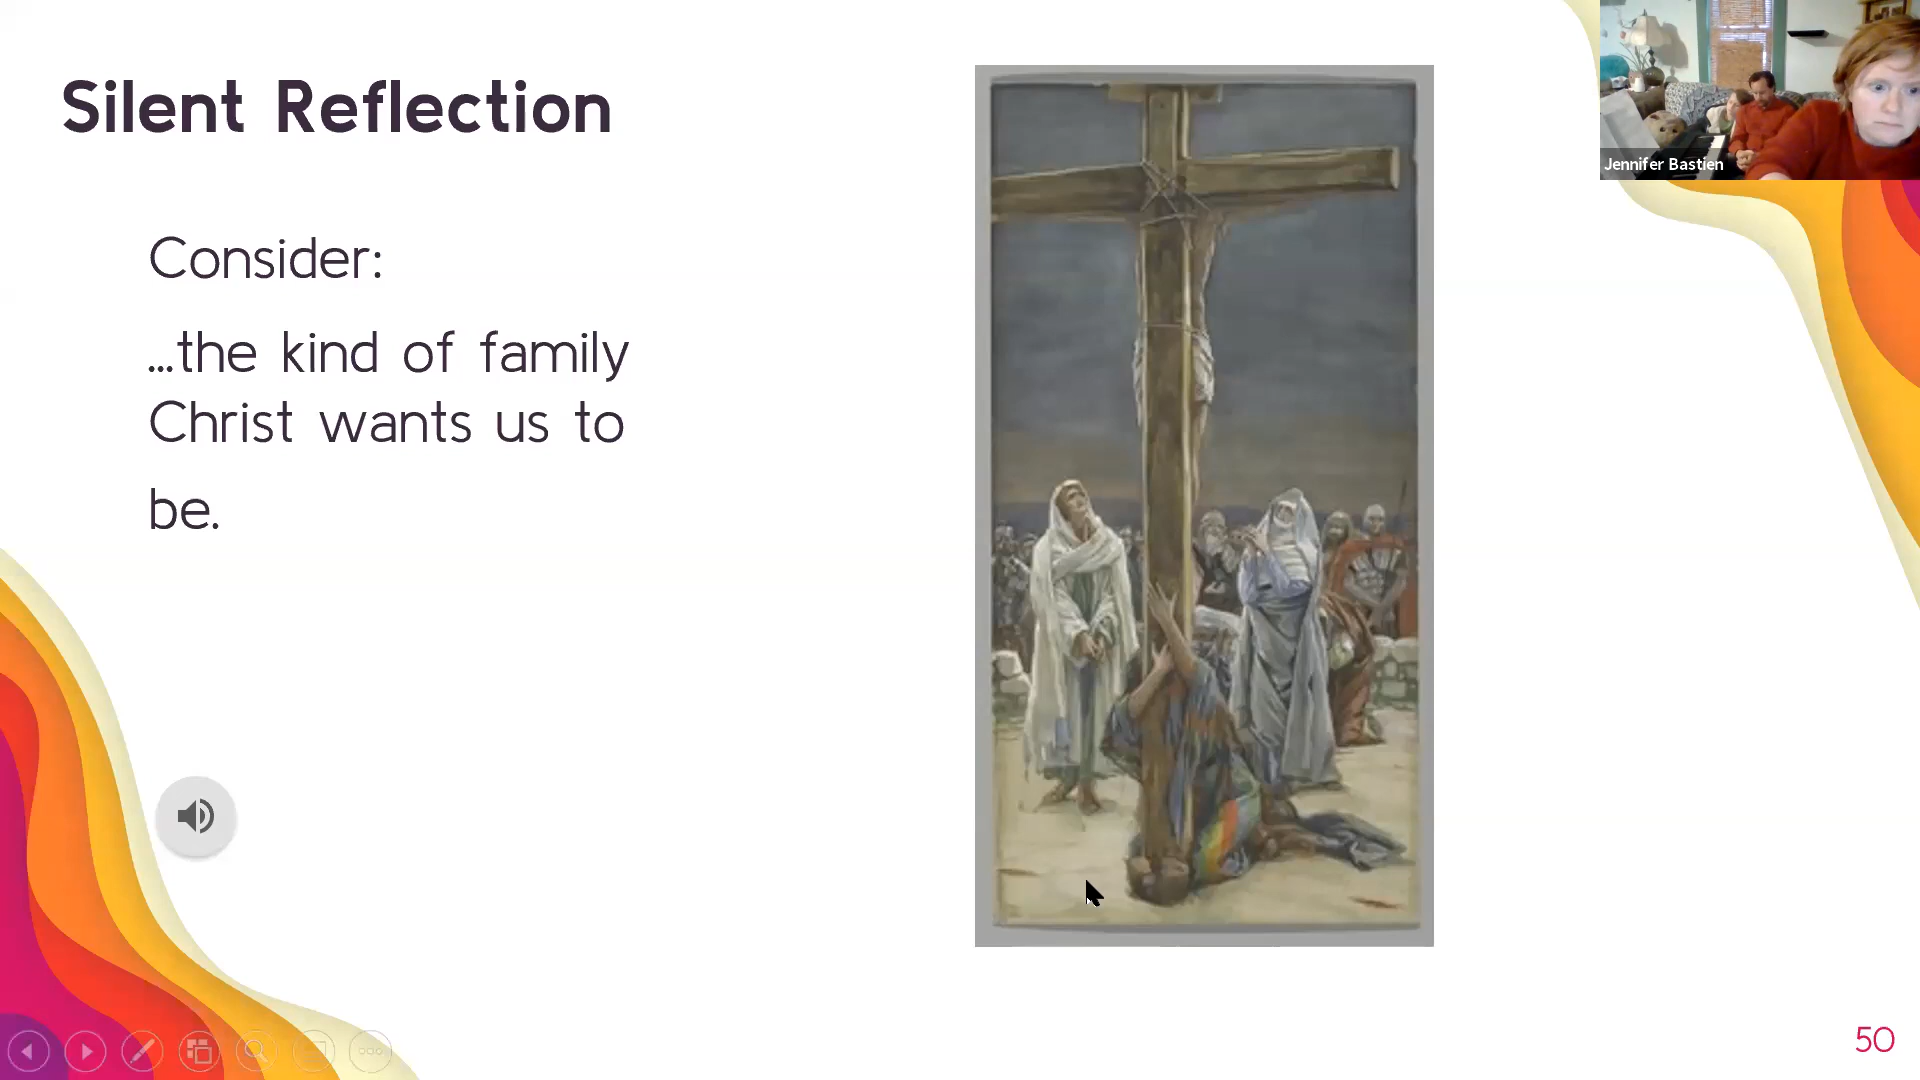 Silent Reflection
Consider:
...the kind of family
Christ wants us to
be.
Jennifer Bastien
50